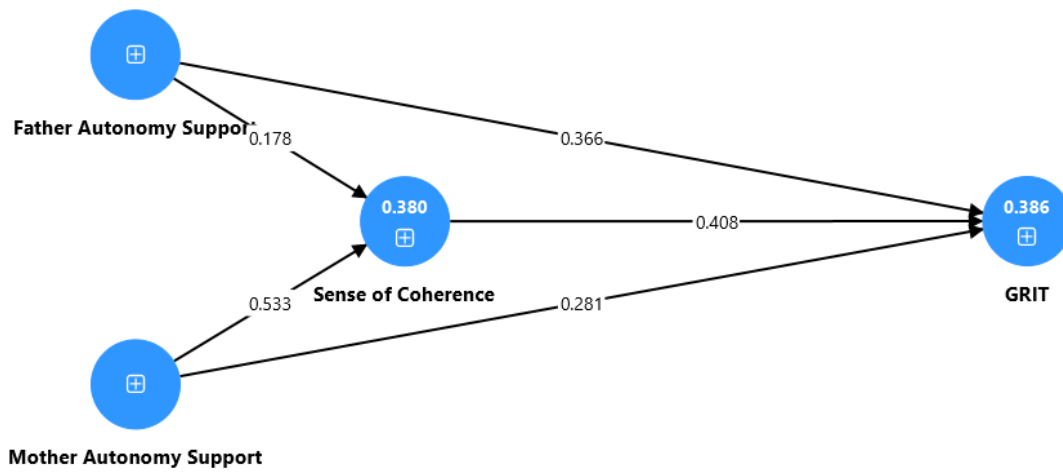 Father Autonomy Support
0.178
0.366
0.380
0.386
0.408
Sense of Coherence
GRIT
0.533
0.281
Mother Autonomy Support